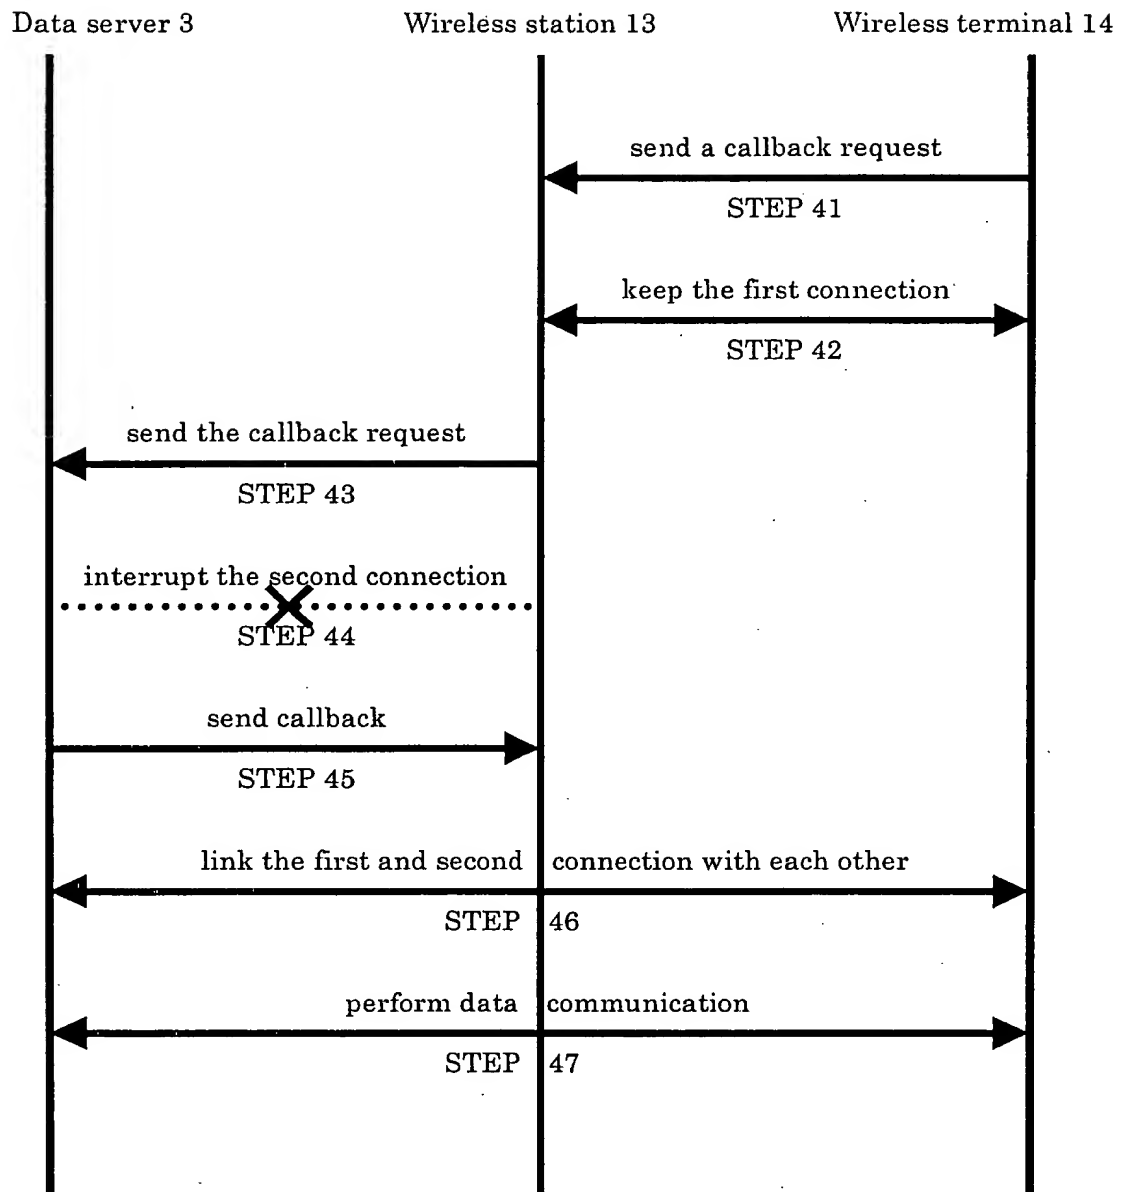 Data server 3 Wireless station 13 Wireless terminal 14
send a callback request
STEP 41
keep the first connection
STEP 42
send the callback request
STEP 43
interrupt the second connection
STEP 44
send callback
STEP 45
link the first and second connection with each other
STEP 46
perform data communication
STEP 47